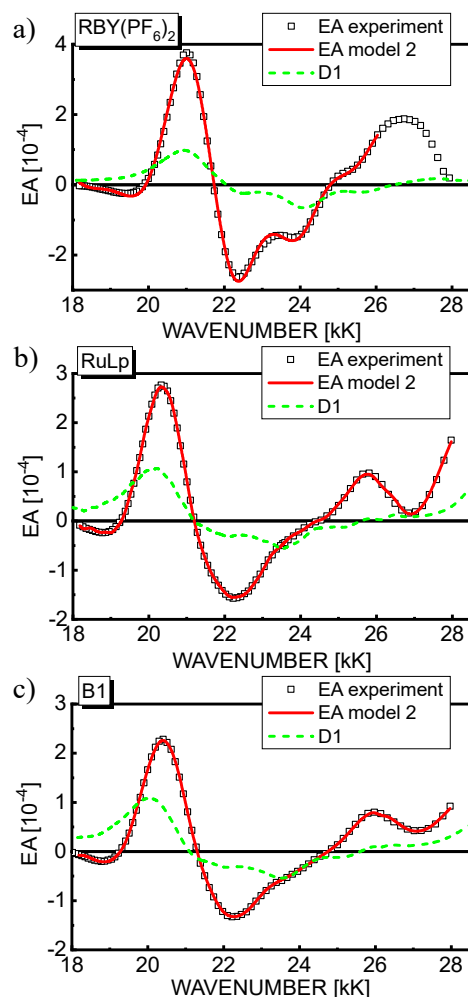 a)
RBY(PF₆)₂
EA experiment
EA model 2
D1
EA [10⁻⁴]
4
2
0
-2
18 20 22 24 26 28
WAVENUMBER [kK]
b)
RuLp
EA experiment
EA model 2
D1
EA [10⁻⁴]
3
2
1
0
-1
-2
18 20 22 24 26 28
WAVENUMBER [kK]
c)
B1
EA experiment
EA model 2
D1
EA [10⁻⁴]
3
2
1
0
-1
-2
18 20 22 24 26 28
WAVENUMBER [kK]